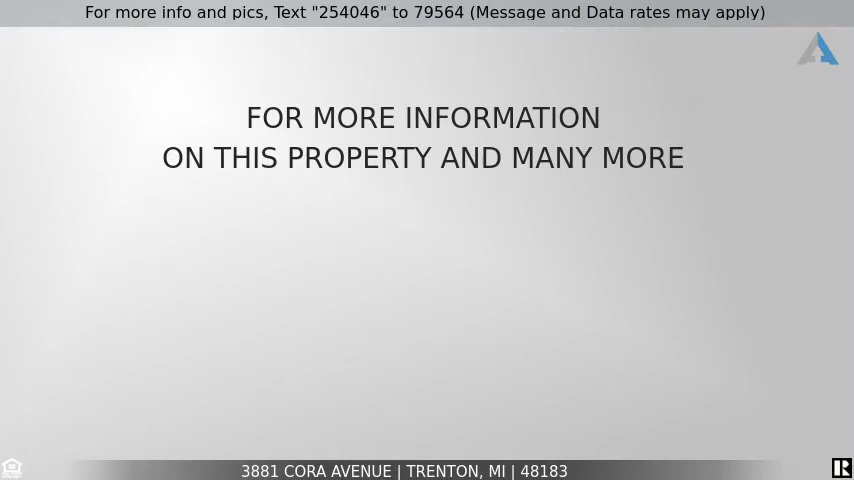 For more info and pics, Text "254046" to 79564 (Message and Data rates may apply)
FOR MORE INFORMATION
ON THIS PROPERTY AND MANY MORE
3881 CORA AVENUE | TRENTON, MI | 48183